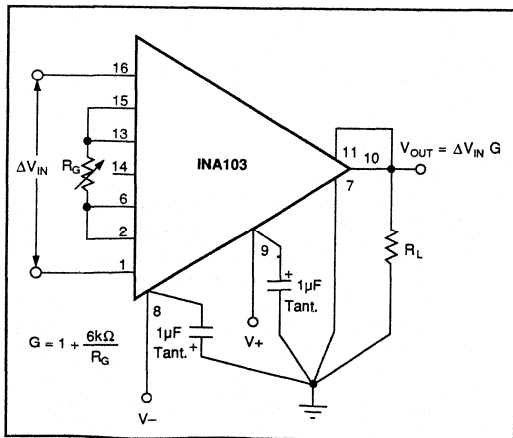 16
15
13
14
6
2
1
ΔV_IN
R_G
INA103
11
10
7
V_OUT = ΔV_IN G
R_L
9
+
1µF
Tant.
8
1µF
Tant.
+
V+
G = 1 + 6kΩ / R_G
V–